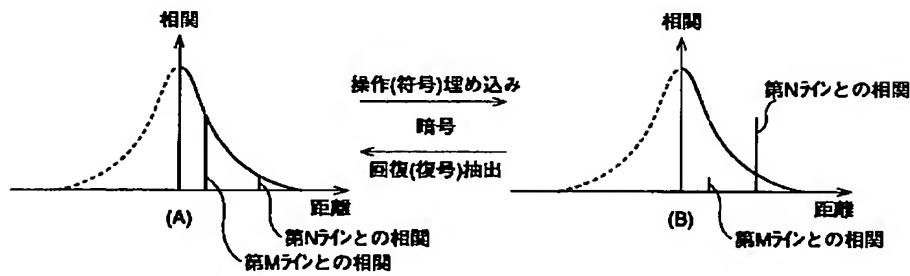 相関
距離
(A)
第Nラインとの相関
第Mラインとの相関
操作(符号)埋め込み
暗号
回復(復号)抽出
相関
第Nラインとの相関
距離
(B)
第Mラインとの相関